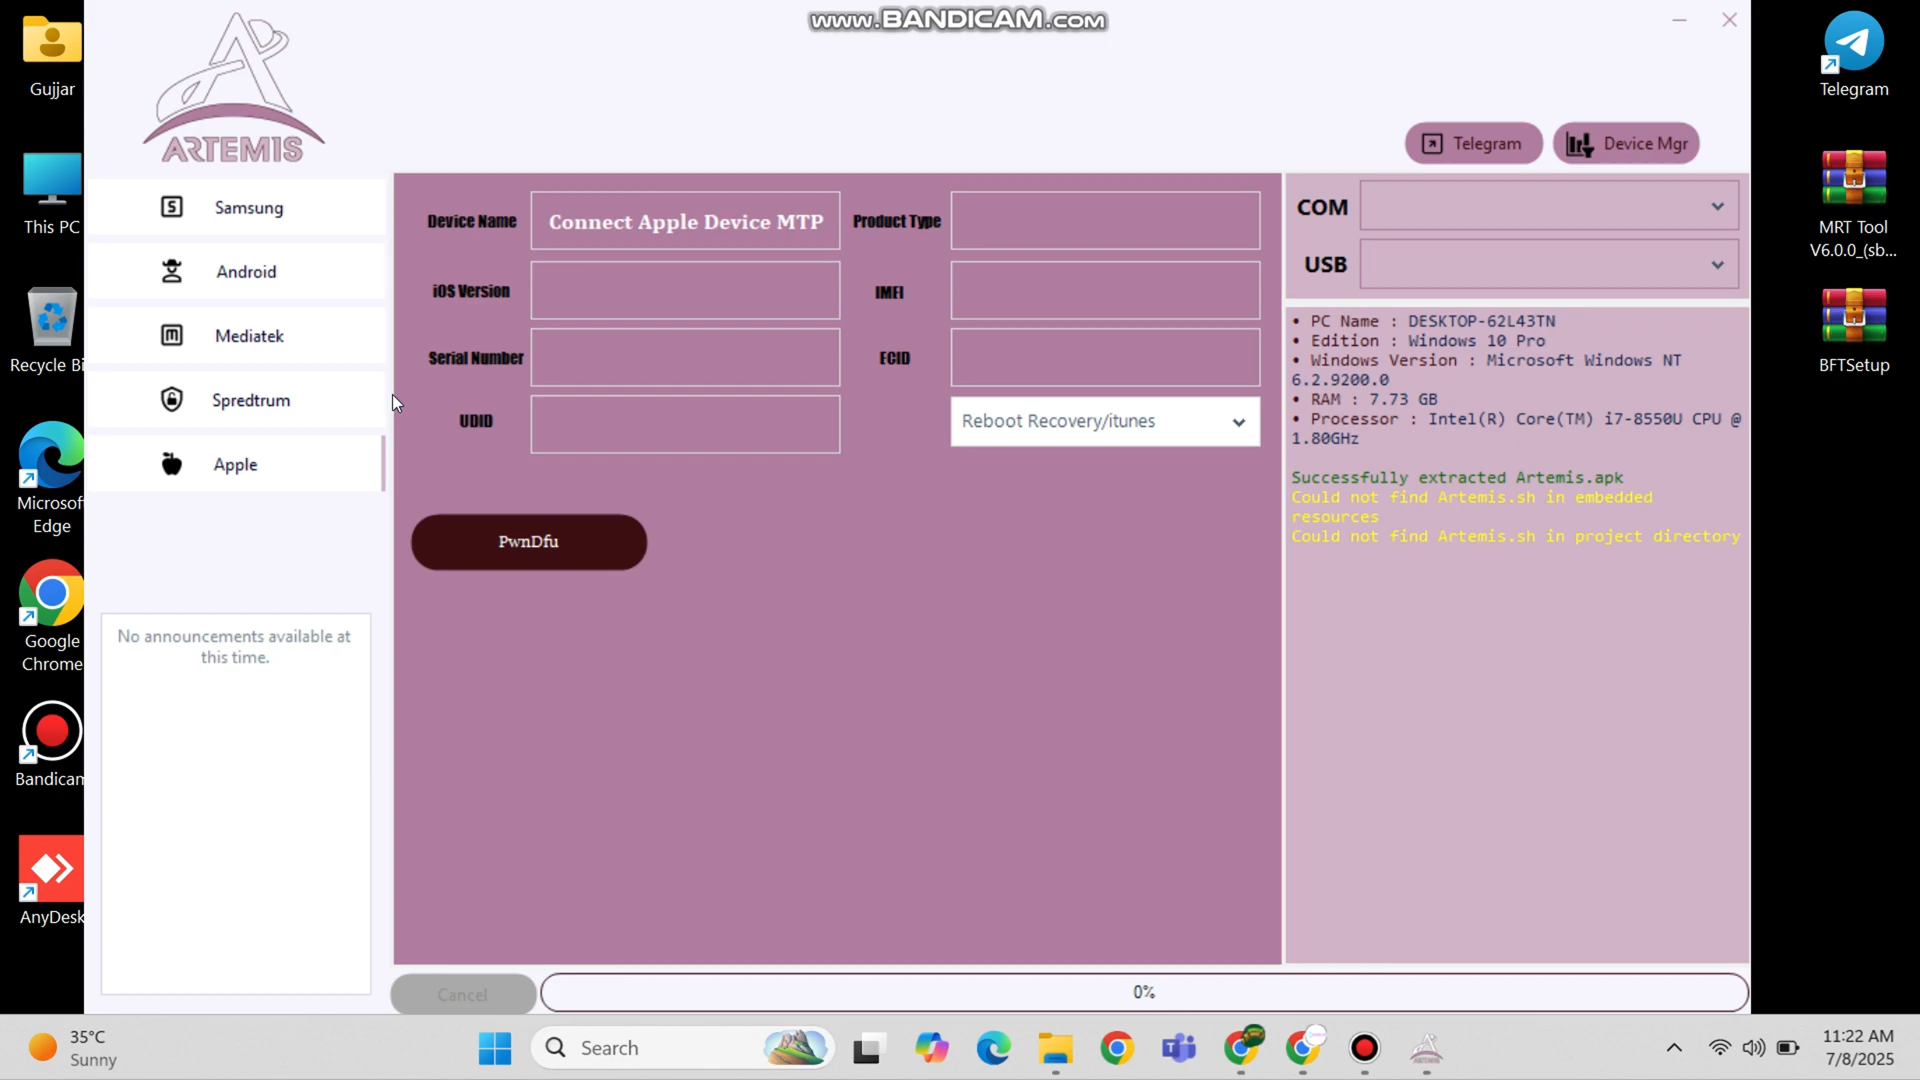 www.BANDICAM.com
Gujjar
This PC
Recycle Bi
Microsof
Edge
Google
Chrome
Bandicam
AnyDesk
ARTEMIS
Samsung
Android
Mediatek
Spredtrum
Apple
No announcements available at
this time.
Telegram
Device Mgr
Device Name
Connect Apple Device MTP
Product Type
iOS Version
IMEI
Serial Number
ECID
UDID
Reboot Recovery/itunes
PwnDfu
COM
USB
• PC Name : DESKTOP-62L43TN
• Edition : Windows 10 Pro
• Windows Version : Microsoft Windows NT
6.2.9200.0
• RAM : 7.73 GB
• Processor : Intel(R) Core(TM) i7-8550U CPU @
1.80GHz
Successfully extracted Artemis.apk
Could not find Artemis.sh in embedded
resources
Could not find Artemis.sh in project directory
Cancel
0%
Telegram
MRT Tool
V6.0.0_(sb...
BFTSetup
35°C
Sunny
Search
11:22 AM
7/8/2025